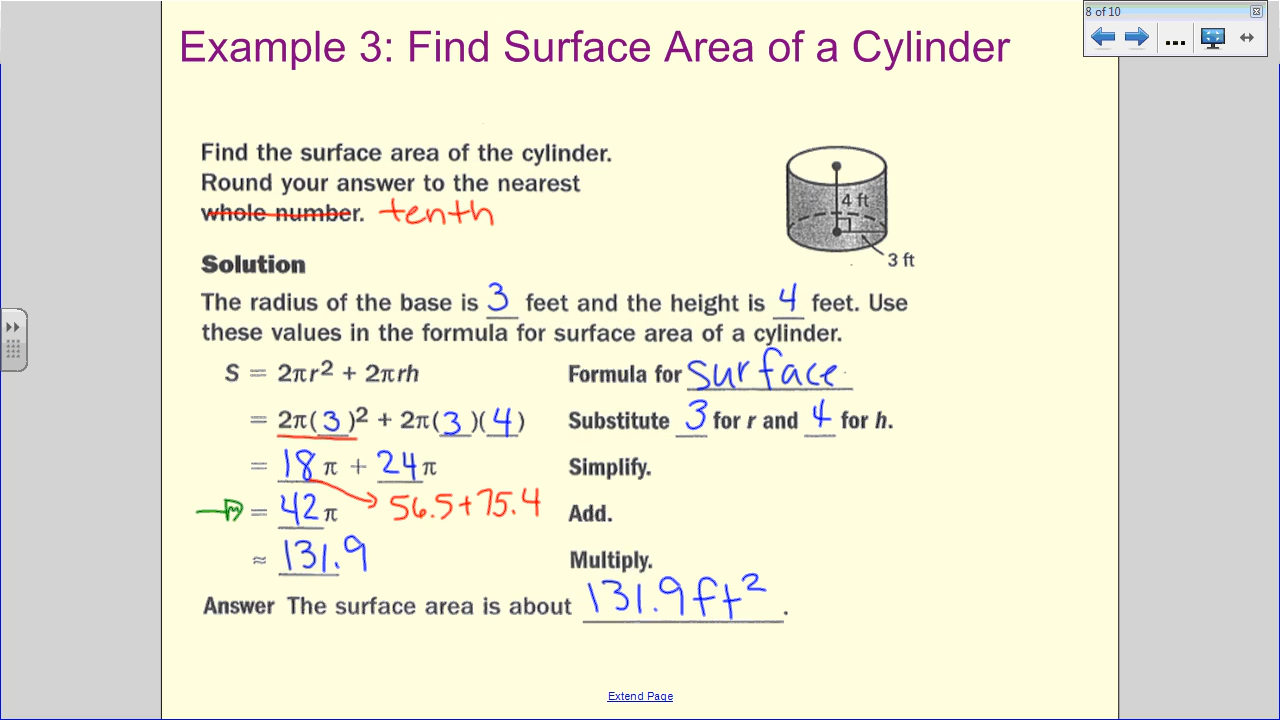 8 of 10
Example 3: Find Surface Area of a Cylinder
Find the surface area of the cylinder.
Round your answer to the nearest
whole number. tenth
4 ft
3 ft
Solution
The radius of the base is 3 feet and the height is 4 feet. Use
these values in the formula for surface area of a cylinder.
S = 2πr² + 2πrh Formula for surface
= 2π(3)² + 2π(3)(4) Substitute 3 for r and 4 for h.
= 18π + 24π Simplify.
= 42π 56.5+75.4 Add.
≈ 131.9 Multiply.
Answer The surface area is about 131.9ft².
Extend Page